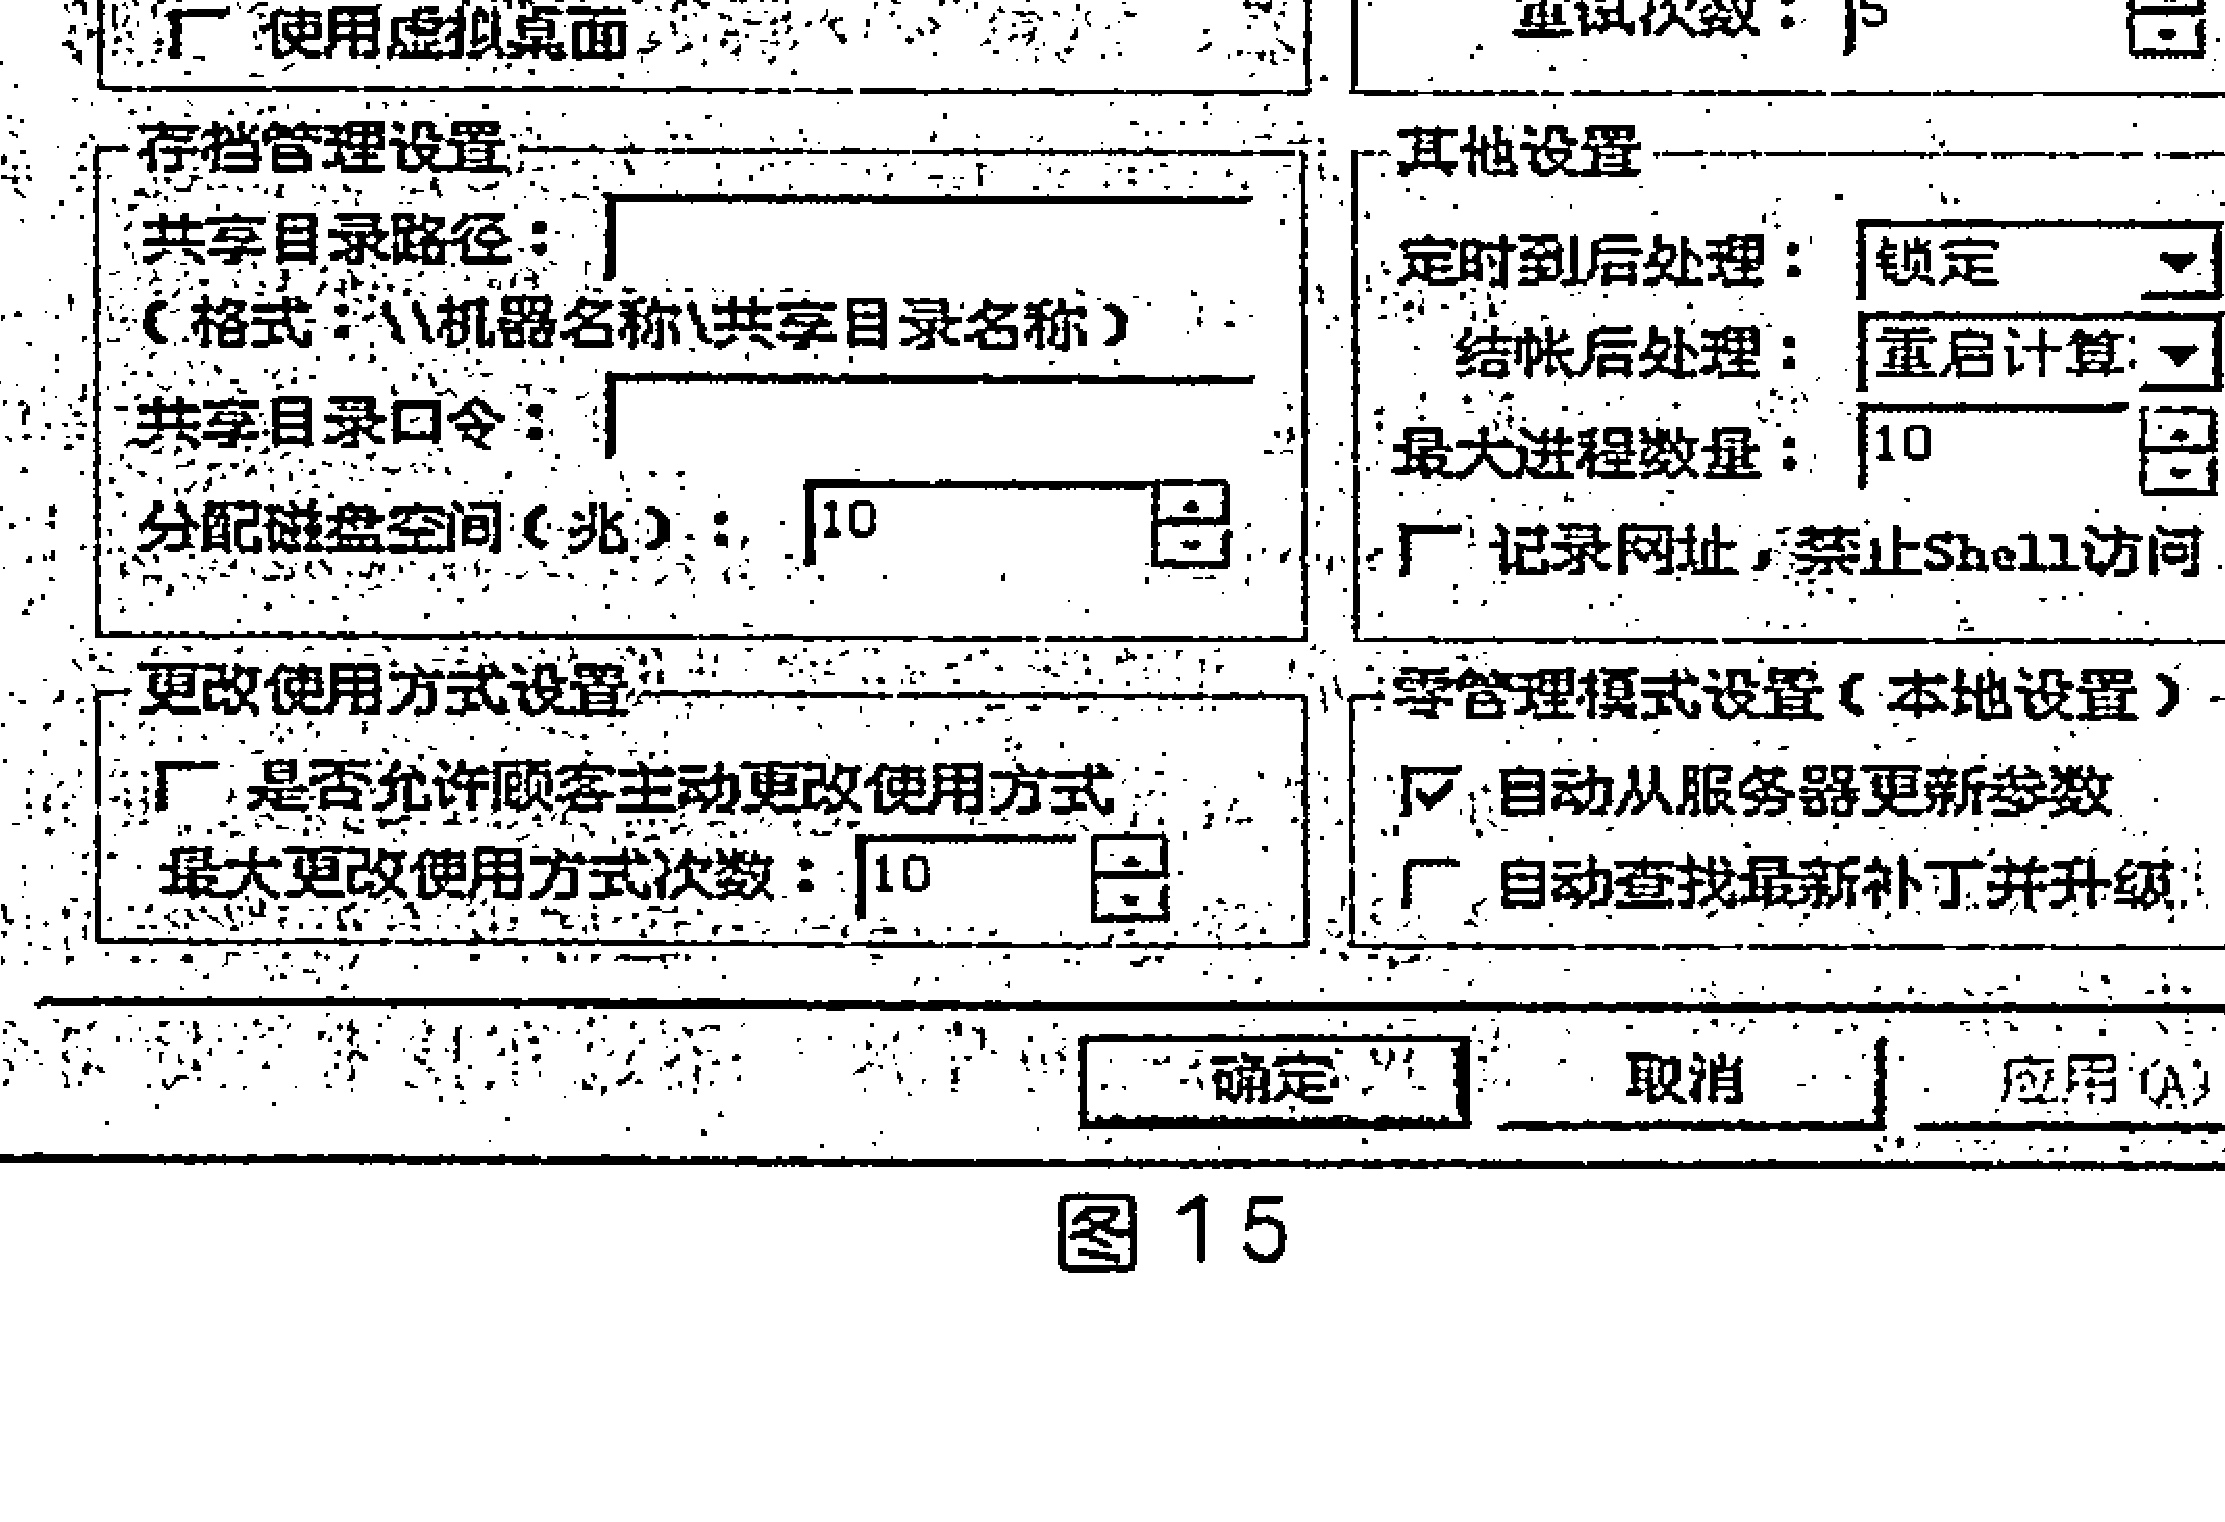 使用虚拟桌面
重试次数：5
存档管理设置
共享目录路径：
（格式：\\机器名称\共享目录名称）
共享目录口令：
分配磁盘空间（兆）：10
其他设置
定时到后处理：锁定
结帐后处理：重启计算
最大进程数量：10
记录网址，禁止Shell访问
更改使用方式设置
是否允许顾客主动更改使用方式
最大更改使用方式次数：10
零管理模式设置（本地设置）
自动从服务器更新参数
自动查找最新补丁并升级
确定 取消 应用(A)
图15